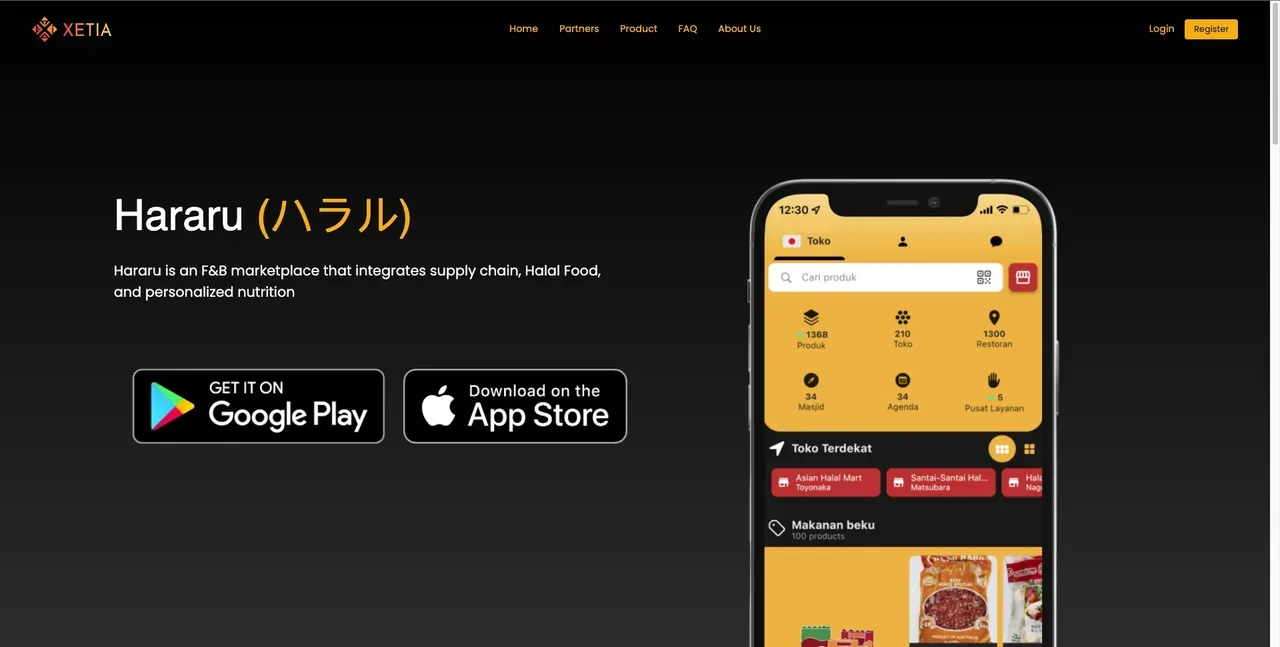 XETIA
Home
Partners
Product
FAQ
About Us
Login
Register
Hararu (ハラル)
Hararu is an F&B marketplace that integrates supply chain, Halal Food,
and personalized nutrition
GET IT ON
Google Play
Download on the
App Store
12:30
Toko
Cari produk
1368
Produk
210
Toko
1300
Restoran
34
Masjid
34
Agenda
5
Pusat Layanan
Toko Terdekat
Asian Halal Mart
Toyonaka
Santai-Santai Hal...
Matsubara
Hala
Nag
Makanan beku
100 products